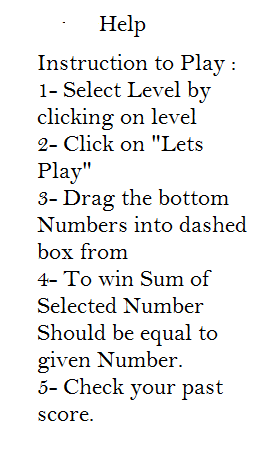 Help
Instruction to Play :
1- Select Level by
clicking on level
2- Click on "Lets
Play"
3- Drag the bottom
Numbers into dashed
box from
4- To win Sum of
Selected Number
Should be equal to
given Number.
5- Check your past
score.